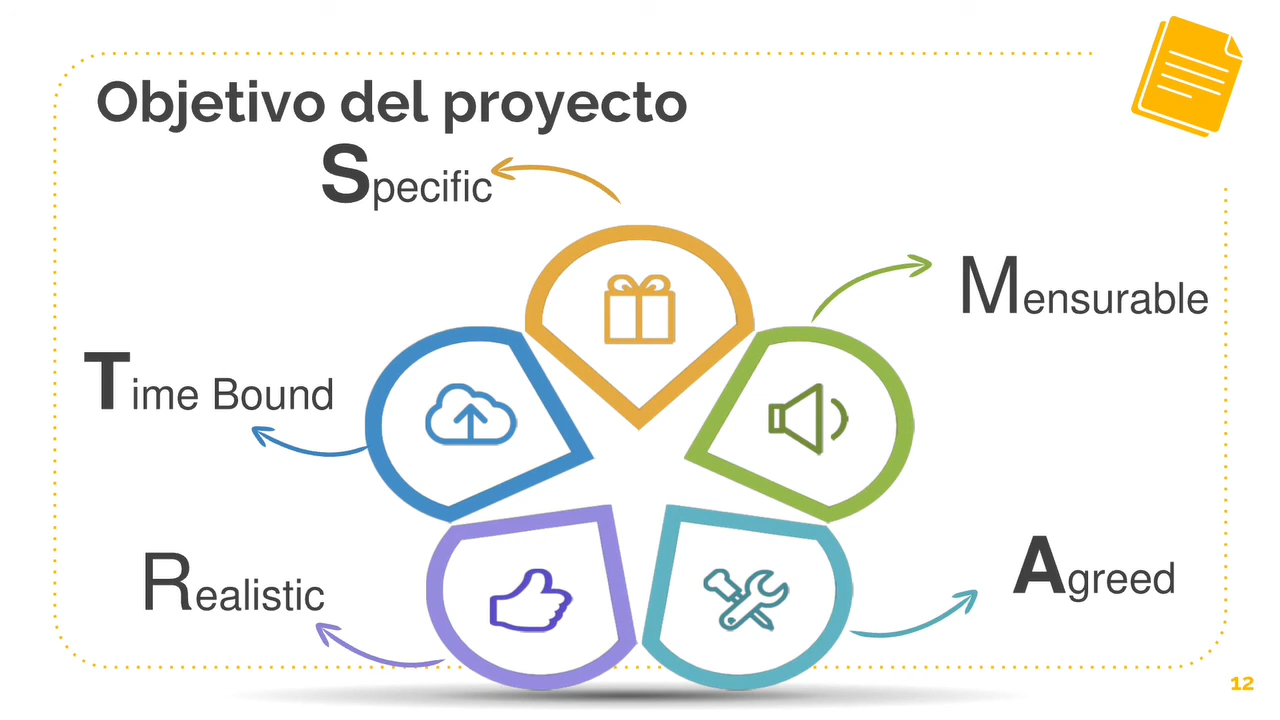 Objetivo del proyecto
Specific
Mensurable
Time Bound
Agreed
Realistic
12